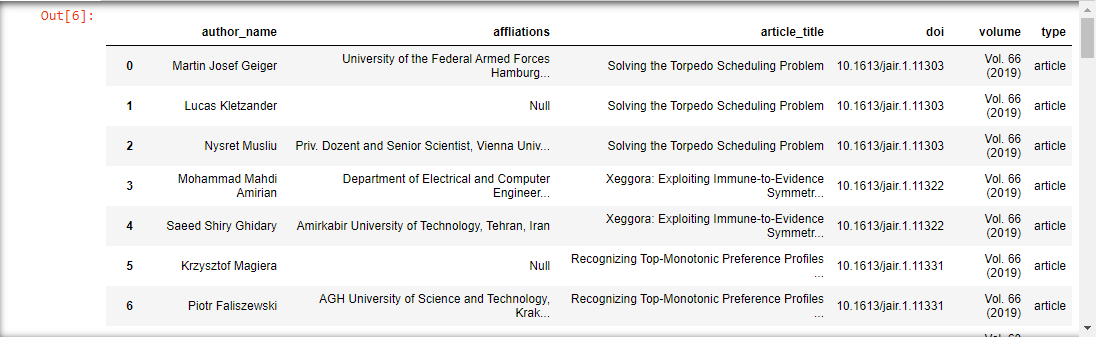 Out[6]:
author_name affliations article_title doi volume type
0 Martin Josef Geiger University of the Federal Armed Forces Hamburg... Solving the Torpedo Scheduling Problem 10.1613/jair.1.11303 Vol. 66 (2019) article
1 Lucas Kletzander Null Solving the Torpedo Scheduling Problem 10.1613/jair.1.11303 Vol. 66 (2019) article
2 Nysret Musliu Priv. Dozent and Senior Scientist, Vienna Univ... Solving the Torpedo Scheduling Problem 10.1613/jair.1.11303 Vol. 66 (2019) article
3 Mohammad Mahdi Amirian Department of Electrical and Computer Engineer... Xeggora: Exploiting Immune-to-Evidence Symmetr... 10.1613/jair.1.11322 Vol. 66 (2019) article
4 Saeed Shiry Ghidary Amirkabir University of Technology, Tehran, Iran Xeggora: Exploiting Immune-to-Evidence Symmetr... 10.1613/jair.1.11322 Vol. 66 (2019) article
5 Krzysztof Magiera Null Recognizing Top-Monotonic Preference Profiles ... 10.1613/jair.1.11331 Vol. 66 (2019) article
6 Piotr Faliszewski AGH University of Science and Technology, Krak... Recognizing Top-Monotonic Preference Profiles ... 10.1613/jair.1.11331 Vol. 66 (2019) article